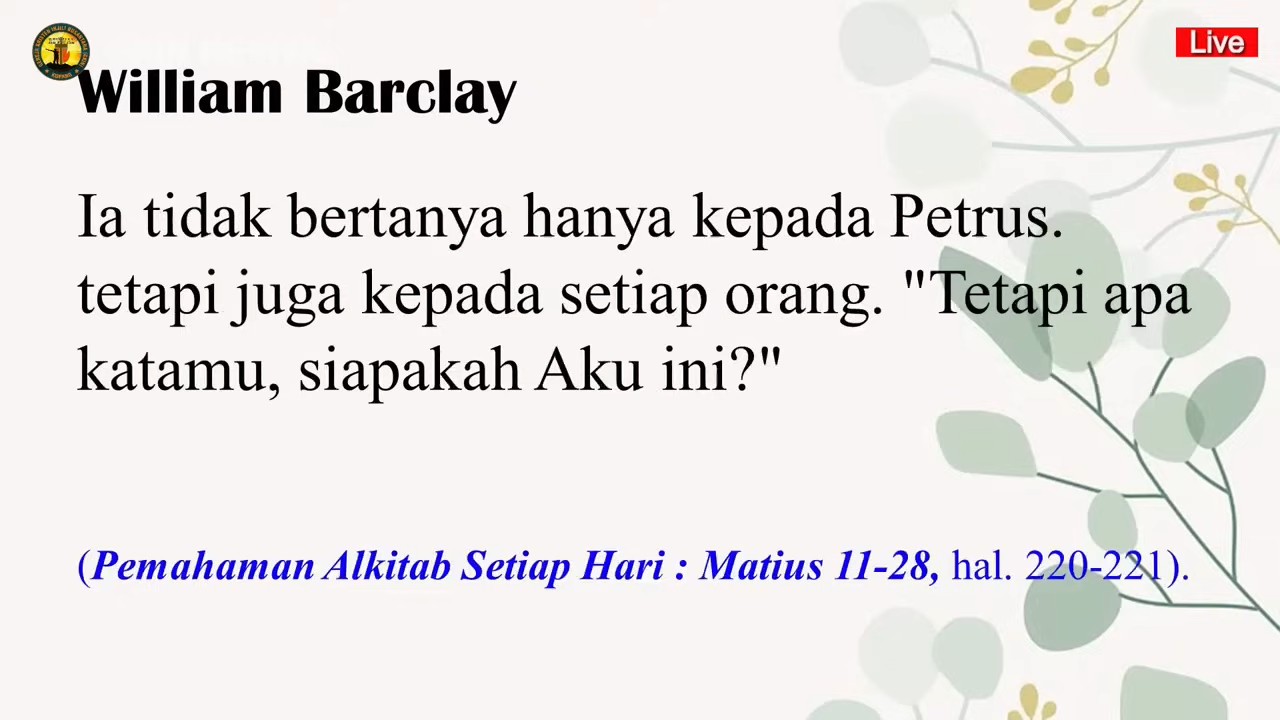 Live
William Barclay
Ia tidak bertanya hanya kepada Petrus.
tetapi juga kepada setiap orang. "Tetapi apa
katamu, siapakah Aku ini?"
(Pemahaman Alkitab Setiap Hari : Matius 11-28, hal. 220-221).